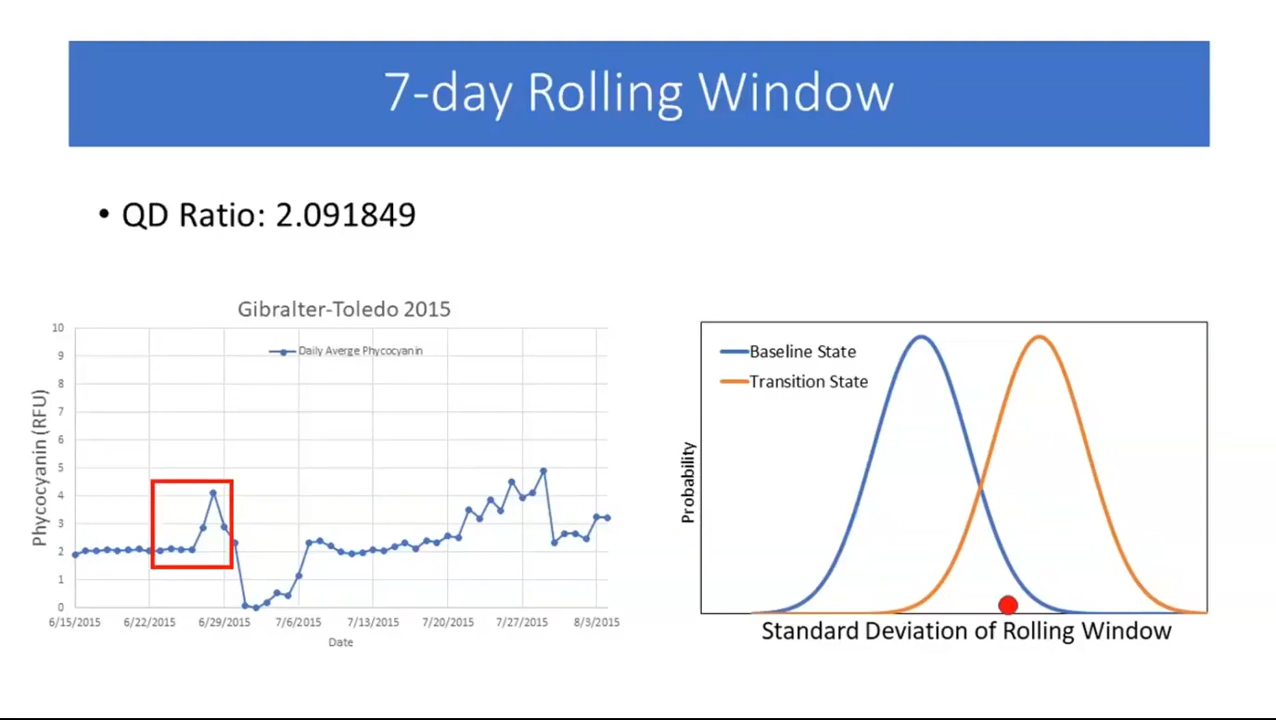 7-day Rolling Window
• QD Ratio: 2.091849
Gibralter-Toledo 2015
Daily Averge Phycocyanin
Phycocyanin (RFU)
10
9
8
7
6
5
4
3
2
1
0
6/15/2015 6/22/2015 6/29/2015 7/6/2015 7/13/2015 7/20/2015 7/27/2015 8/3/2015
Date
Baseline State
Transition State
Probability
Standard Deviation of Rolling Window